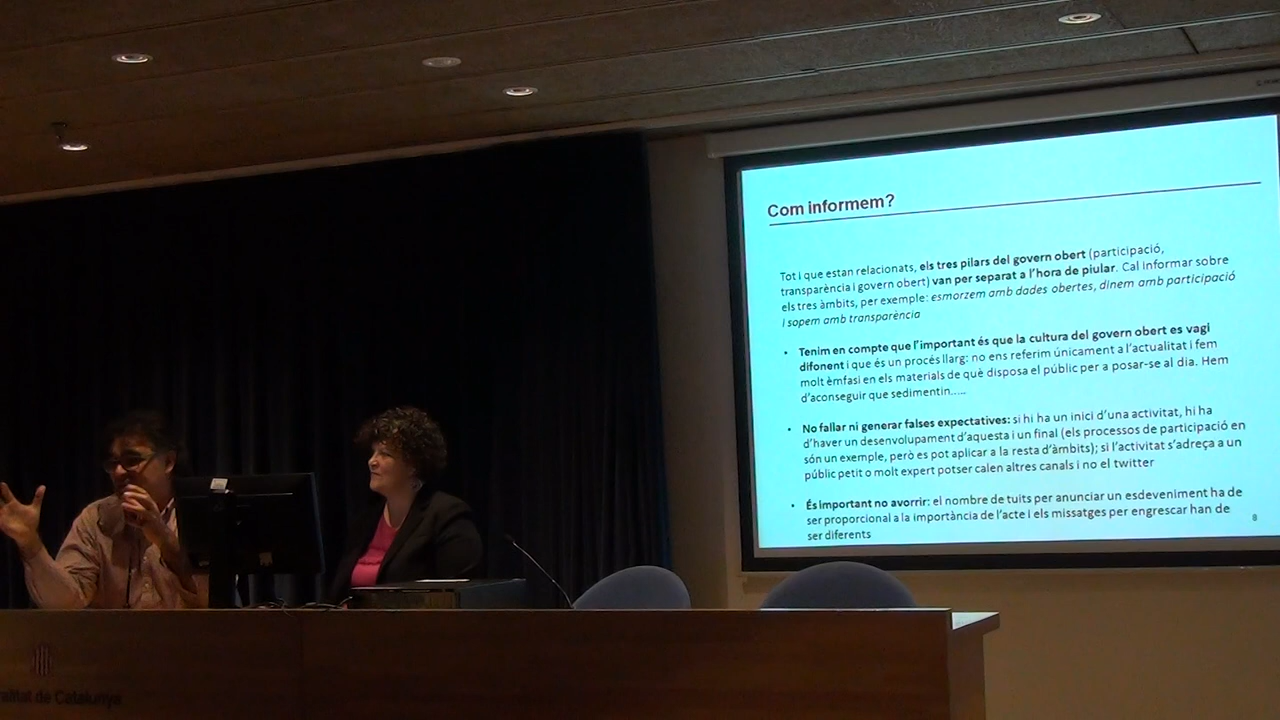 Com informem?
Tot i que estan relacionats, els tres pilars del govern obert (participació,
transparència i govern obert) van per separat a l'hora de piular. Cal informar sobre
els tres àmbits, per exemple: esmorzem amb dades obertes, dinem amb participació
i sopem amb transparència
• Tenim en compte que l'important és que la cultura del govern obert es vagi
difonent i que és un procés llarg: no ens referim únicament a l'actualitat i fem
molt èmfasi en els materials de què disposa el públic per a posar-se al dia. Hem
d'aconseguir que sedimentin.....
• No fallar ni generar falses expectatives: si hi ha un inici d'una activitat, hi ha
d'haver un desenvolupament d'aquesta i un final (els processos de participació en
són un exemple, però es pot aplicar a la resta d'àmbits); si l'activitat s'adreça a un
públic petit o molt expert potser calen altres canals i no el twitter
• És important no avorrir: el nombre de tuits per anunciar un esdeveniment ha de
ser proporcional a la importància de l'acte i els missatges per engrescar han de
ser diferents
8
de Catalunya